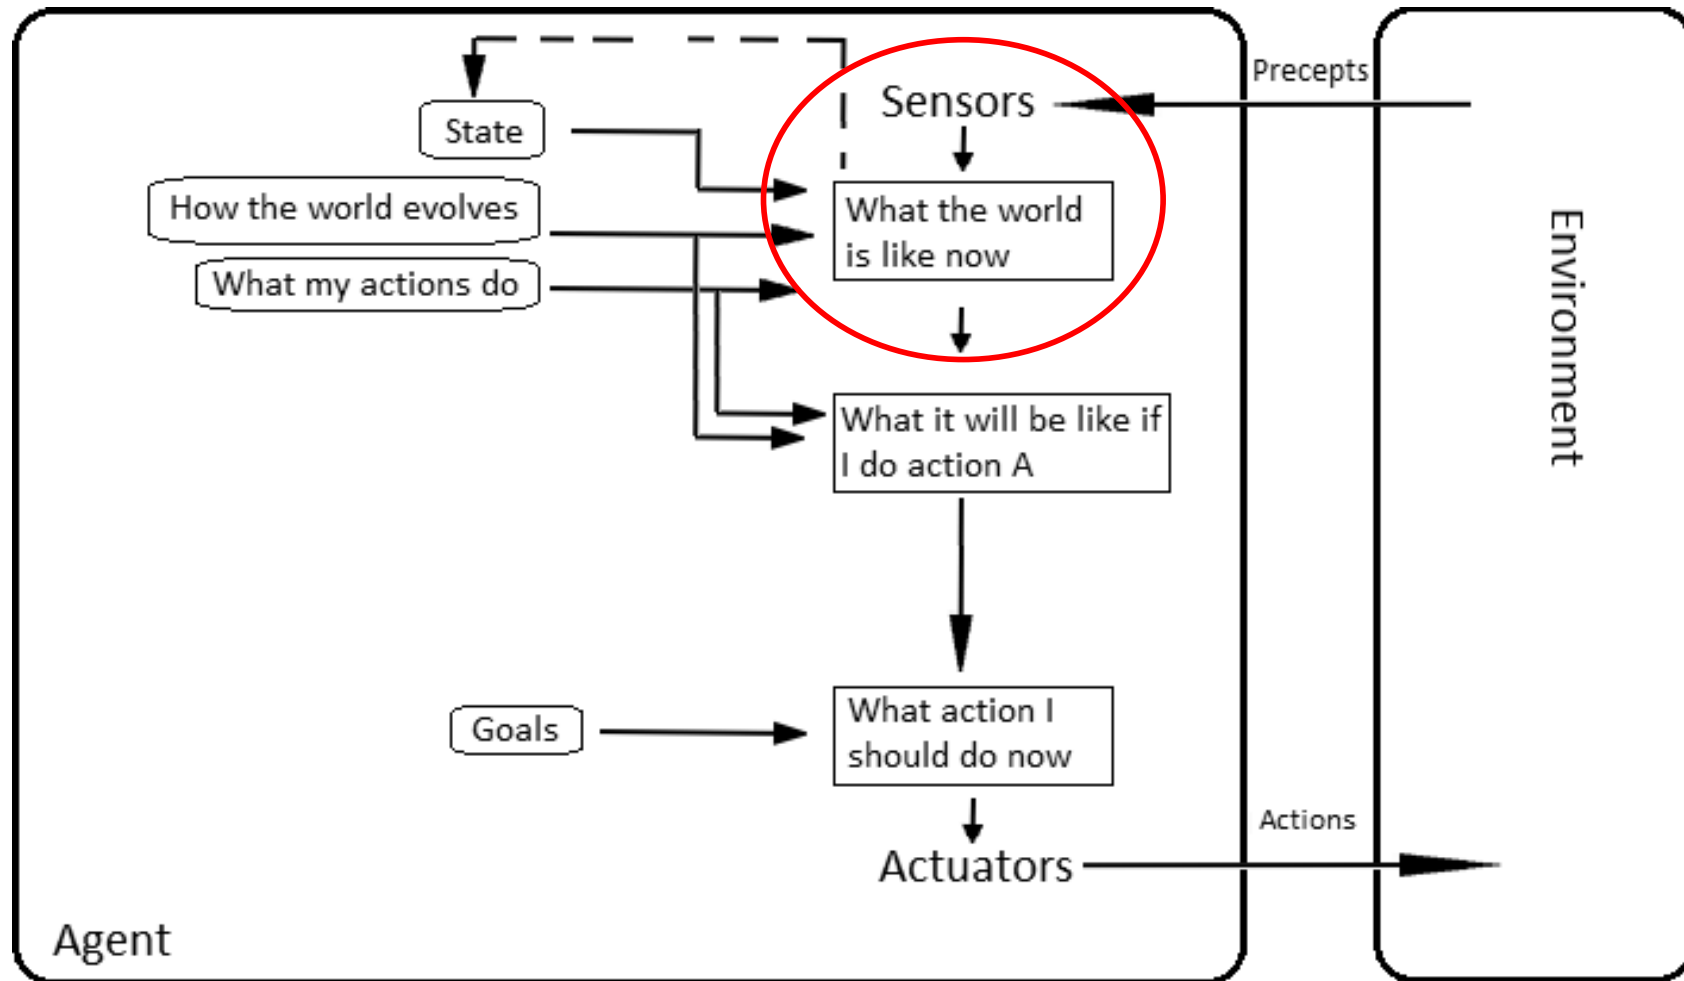 Precepts
Sensors
State
How the world evolves
What the world
is like now
What my actions do
Environment
What it will be like if
I do action A
Goals
What action I
should do now
Actions
Actuators
Agent